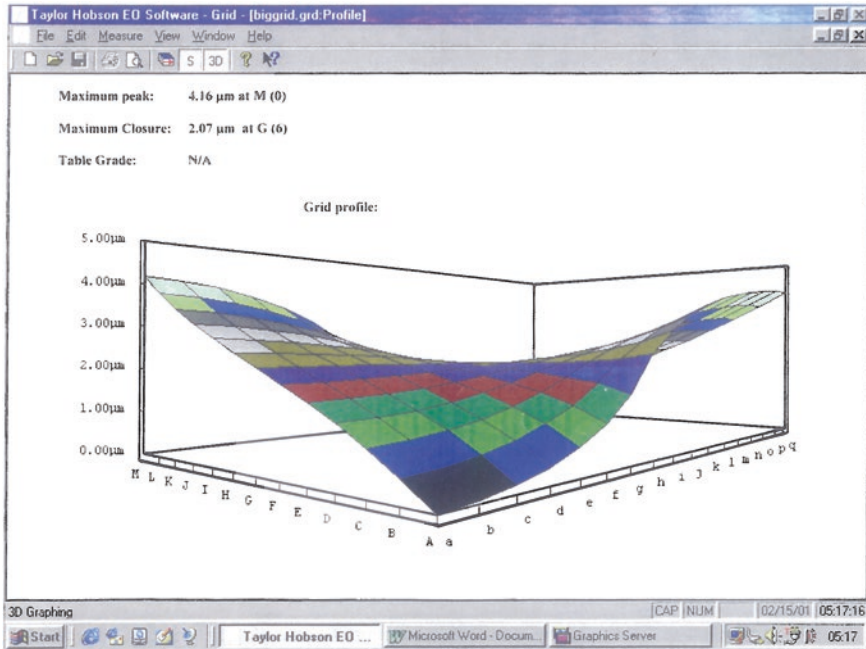 Taylor Hobson EO Software - Grid - [biggrid.grd:Profile]
File Edit Measure View Window Help
S 3D
Maximum peak: 4.16 µm at M (0)
Maximum Closure: 2.07 µm at G (6)
Table Grade: N/A
Grid profile:
5.00µm
4.00µm
3.00µm
2.00µm
1.00µm
0.00µm
M L K J I H G F E D C B A
a b c d e f g h i j k l m n o p q
3D Graphing CAP NUM 02/15/01 05:17:16
Start Taylor Hobson EO ... Microsoft Word - Docum... Graphics Server 05:17